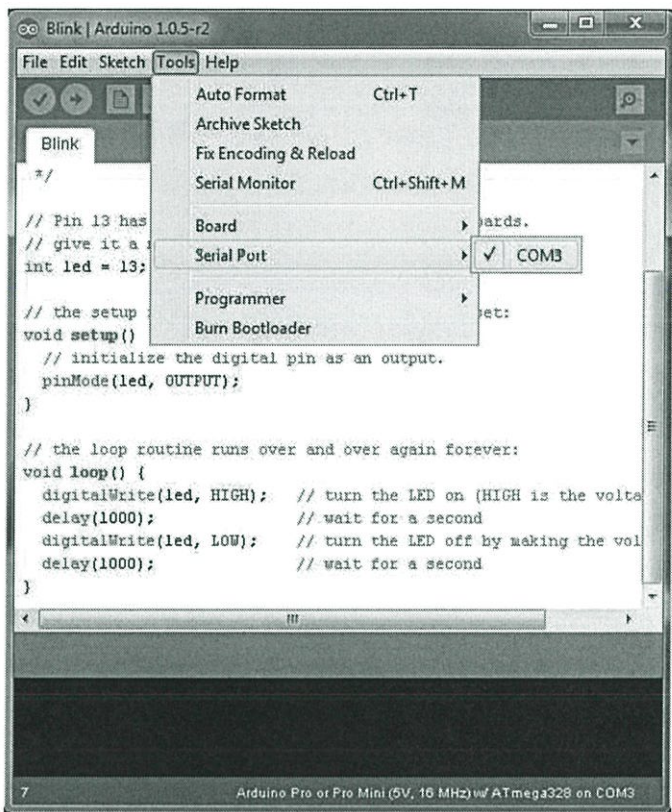 Blink | Arduino 1.0.5-r2
File Edit Sketch Tools Help
Auto Format Ctrl+T
Archive Sketch
Fix Encoding & Reload
Serial Monitor Ctrl+Shift+M
Board
Serial Port
COM3
Programmer
Burn Bootloader
Blink
*/
// Pin 13 has
// give it a
int led = 13;
// the setup
void setup()
// initialize the digital pin as an output.
pinMode(led, OUTPUT);
}
// the loop routine runs over and over again forever:
void loop() {
digitalWrite(led, HIGH); // turn the LED on (HIGH is the volta
delay(1000); // wait for a second
digitalWrite(led, LOW); // turn the LED off by making the vol
delay(1000); // wait for a second
}
7 Arduino Pro or Pro Mini (5V, 16 MHz) w/ ATmega328 on COM3